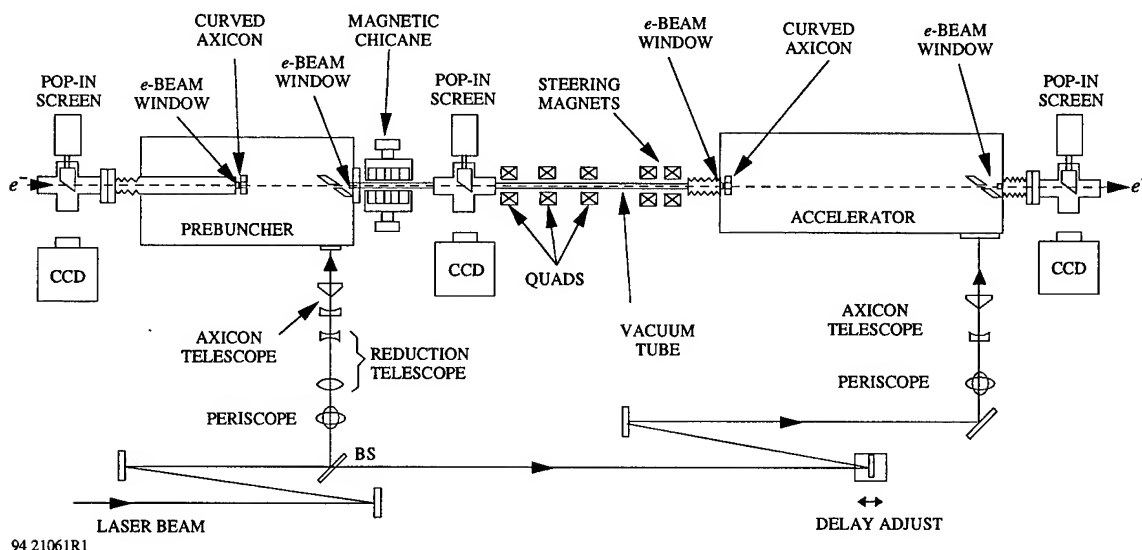 CURVED
AXICON
MAGNETIC
CHICANE
e-BEAM
WINDOW
CURVED
AXICON
e-BEAM
WINDOW
POP-IN
SCREEN
e-BEAM
WINDOW
e-BEAM
WINDOW
POP-IN
SCREEN
STEERING
MAGNETS
POP-IN
SCREEN
e−
PREBUNCHER
ACCELERATOR
e−
CCD
CCD
QUADS
CCD
AXICON
TELESCOPE
VACUUM
TUBE
AXICON
TELESCOPE
REDUCTION
TELESCOPE
PERISCOPE
PERISCOPE
BS
LASER BEAM
DELAY ADJUST
94 21061R1